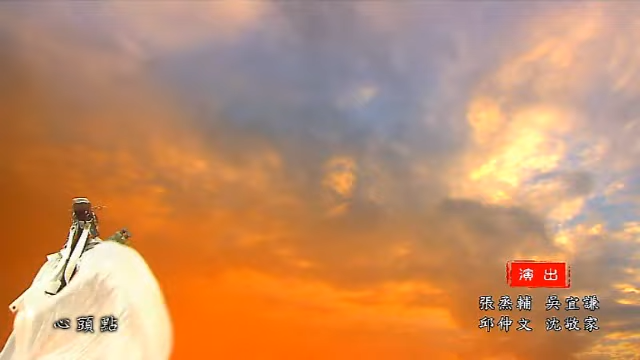 演出
張丞輔 吳宜謙
邱仲文 沈敬家
心頭點